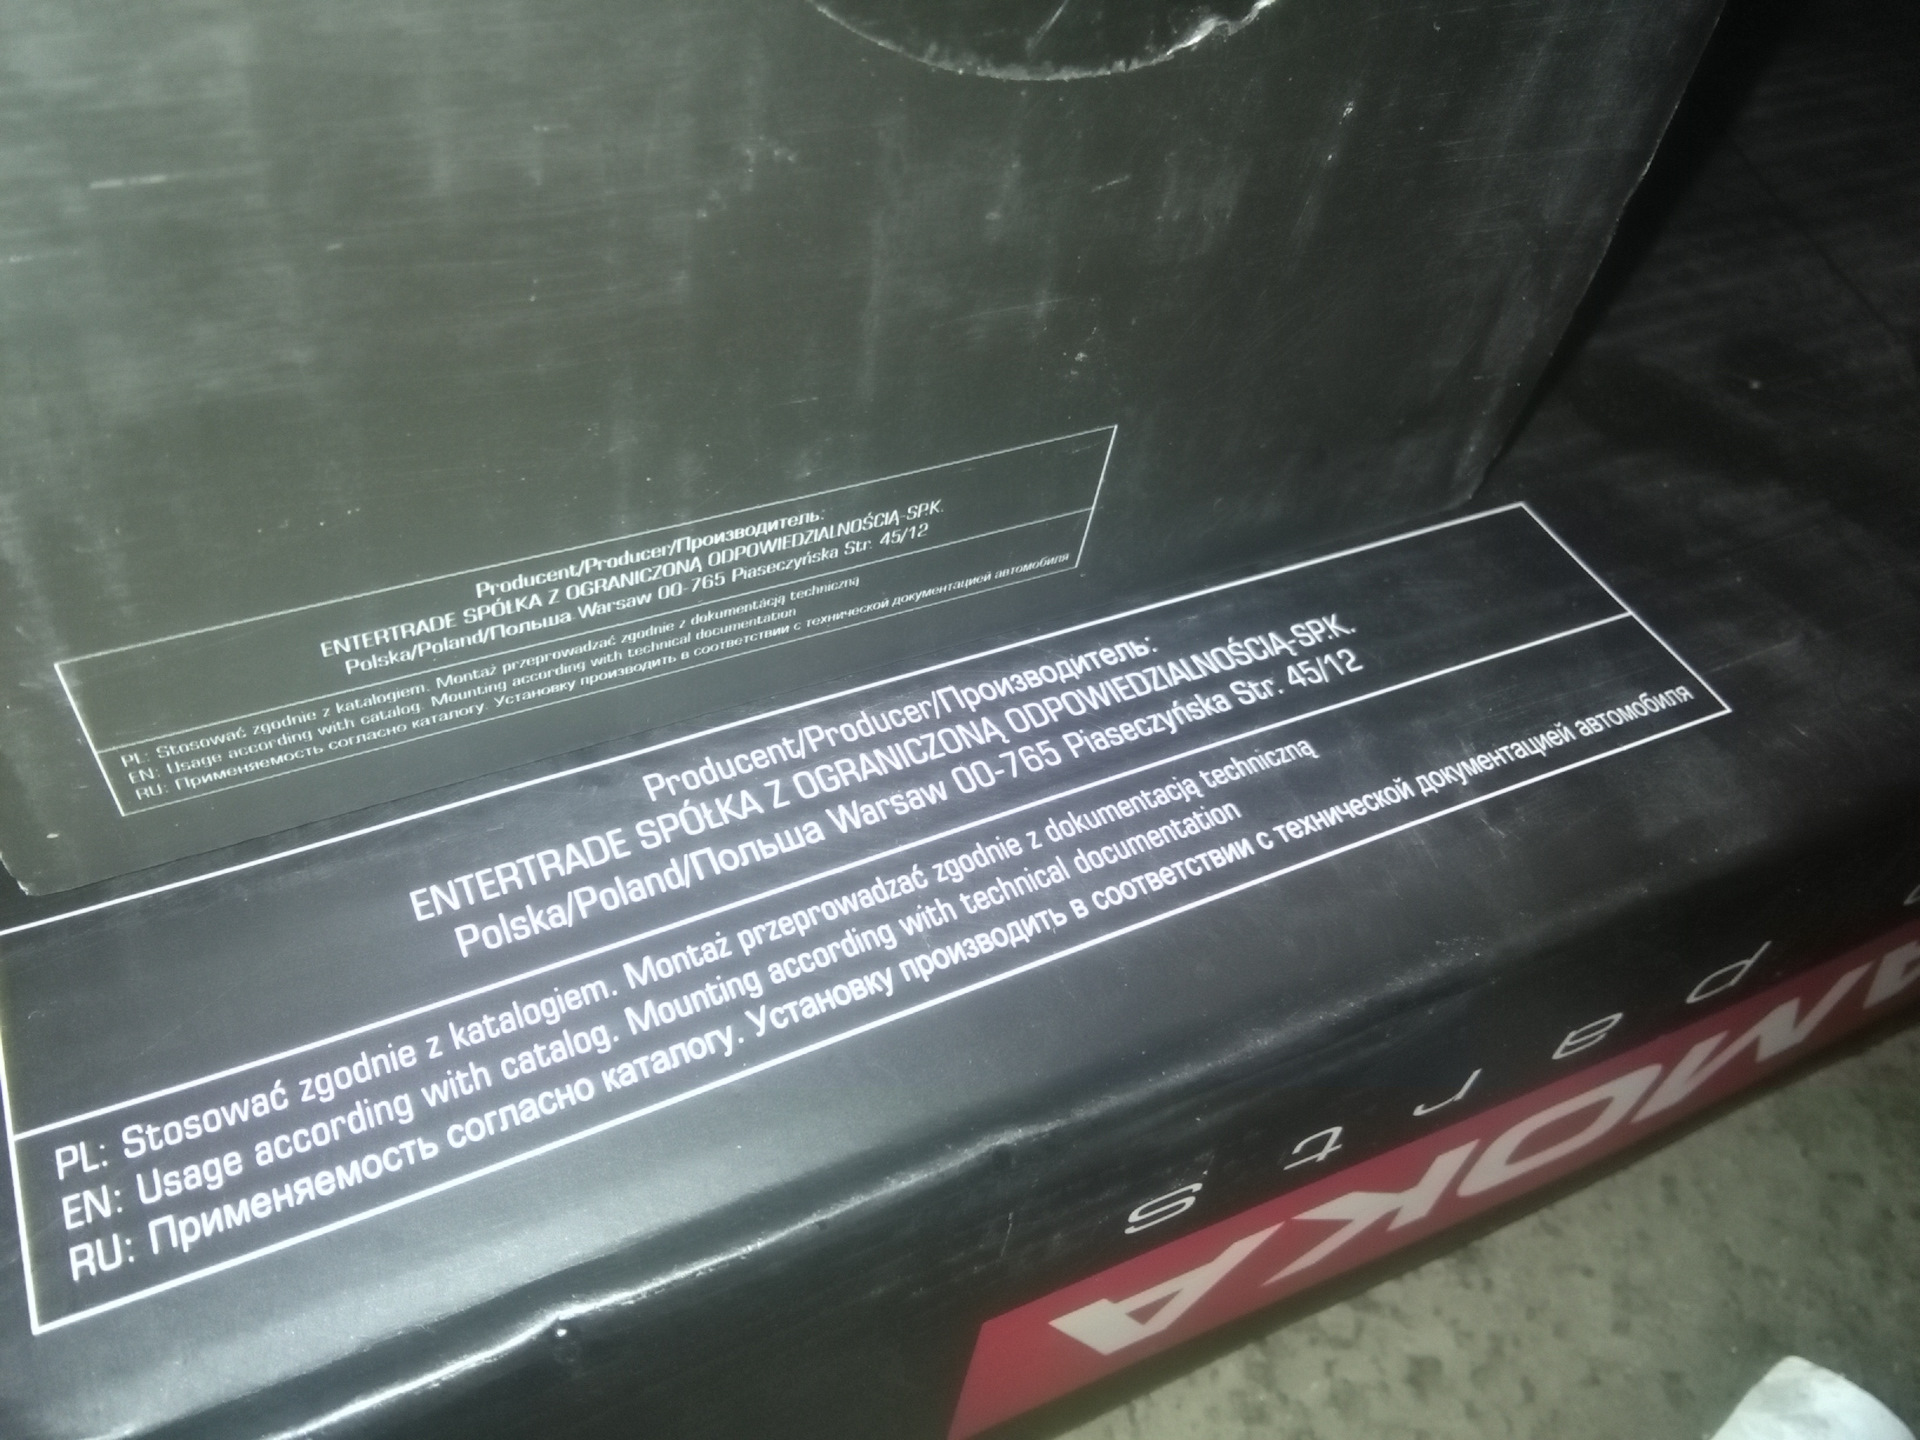 Producent/Producer/Производитель:
ENTERTRADE SPÓŁKA Z OGRANICZONĄ ODPOWIEDZIALNOŚCIĄ-SP.K.
Polska/Poland/Польша Warsaw 00-765 Piaseczyńska Str. 45/12
PL: Stosować zgodnie z katalogiem. Montaż przeprowadzać zgodnie z dokumentácją techniczną
EN: Usage according with catalog. Mounting according with technical documentation
RU: Применяемость согласно каталогу. Установку производить в соответствии с технической документацией автомобиля
Producent/Producer/Производитель:
ENTERTRADE SPÓŁKA Z OGRANICZONĄ ODPOWIEDZIALNOŚCIĄ-SP.K.
Polska/Poland/Польша Warsaw 00-765 Piaseczyńska Str. 45/12
PL: Stosować zgodnie z katalogiem. Montaż przeprowadzać zgodnie z dokumentacją techniczną
EN: Usage according with catalog. Mounting according with technical documentation
RU: Применяемость согласно каталогу. Установку производить в соответствии с технической документацией автомобиля
parts